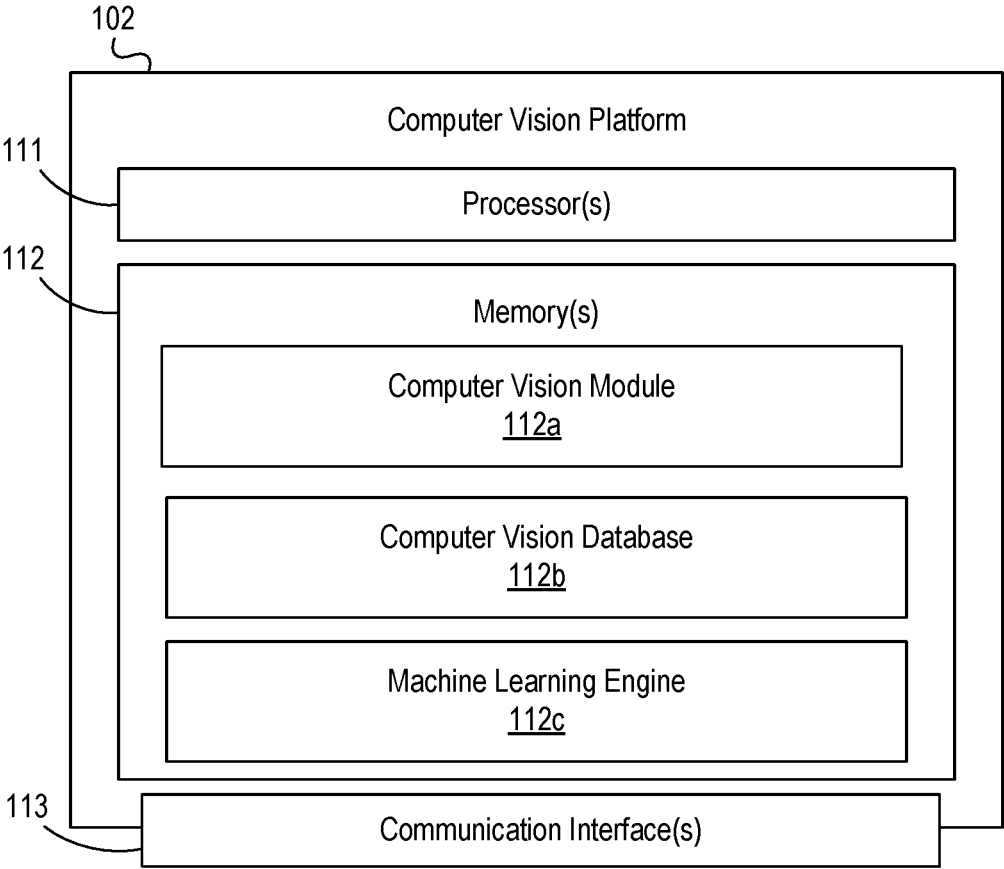 102
Computer Vision Platform
111
Processor(s)
112
Memory(s)
Computer Vision Module
112a
Computer Vision Database
112b
Machine Learning Engine
112c
113
Communication Interface(s)